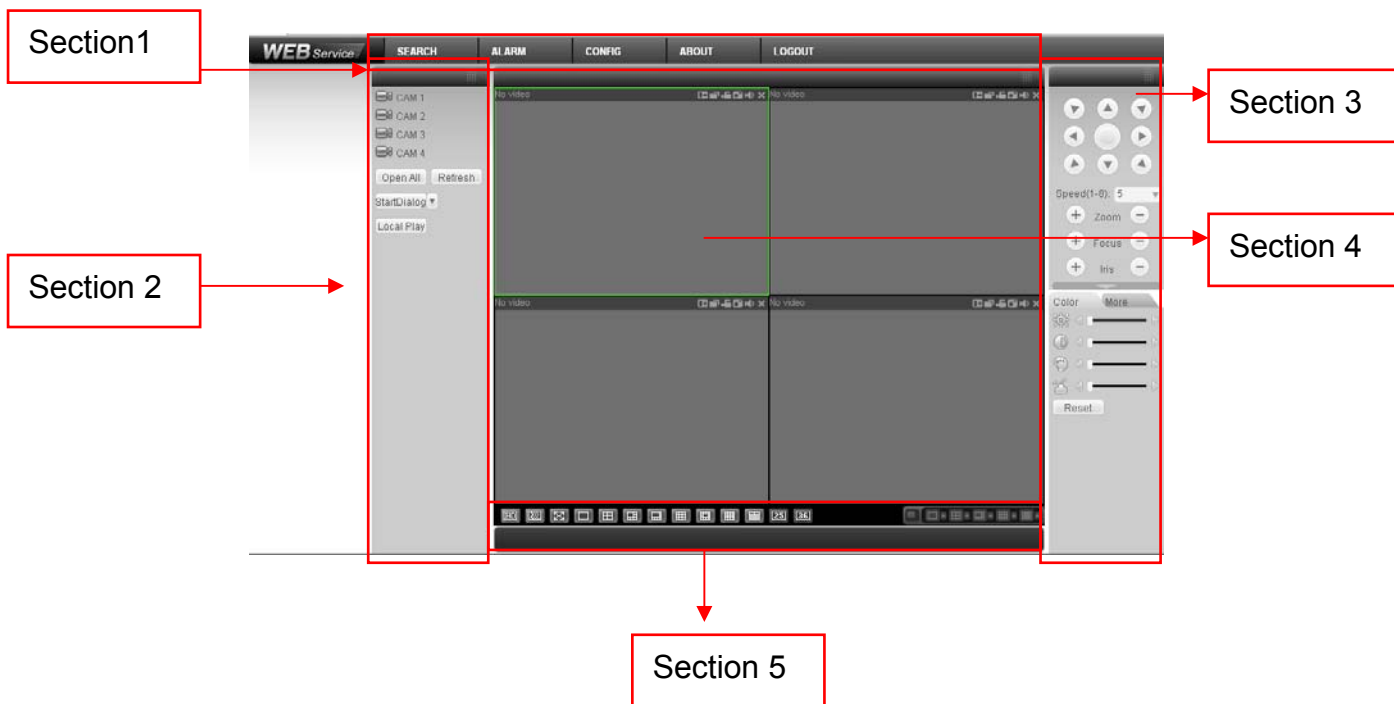 Section1
WEB Service SEARCH ALARM CONFIG ABOUT LOGOUT
CAM 1
CAM 2
CAM 3
CAM 4
Open All Refresh
StartDialog
Local Play
No video
No video
No video
No video
Section 2
Section 3
Speed(1-8): 5
Zoom
Focus
Iris
Section 4
Color More
Reset
25 36
Section 5